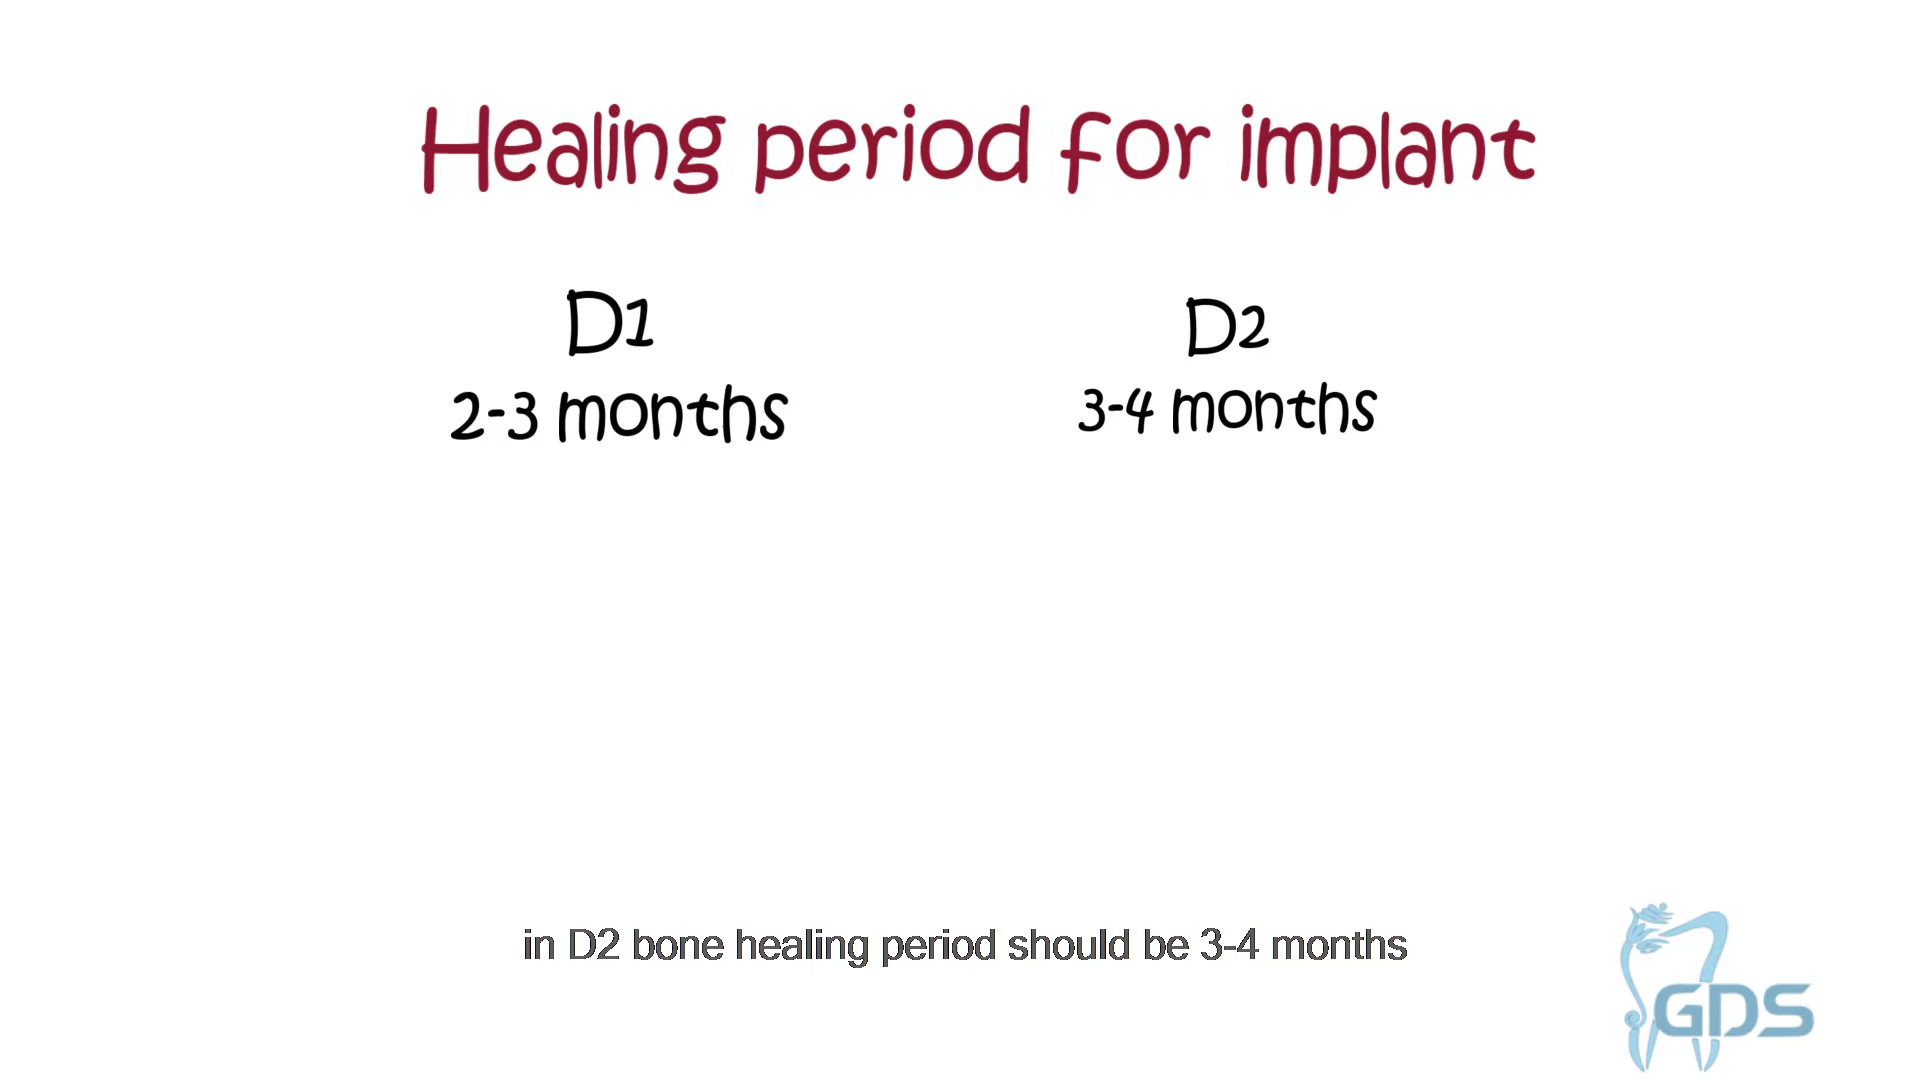 Healing period for implant
D1
2-3 months
D2
3-4 months
in D2 bone healing period should be 3-4 months
GDS